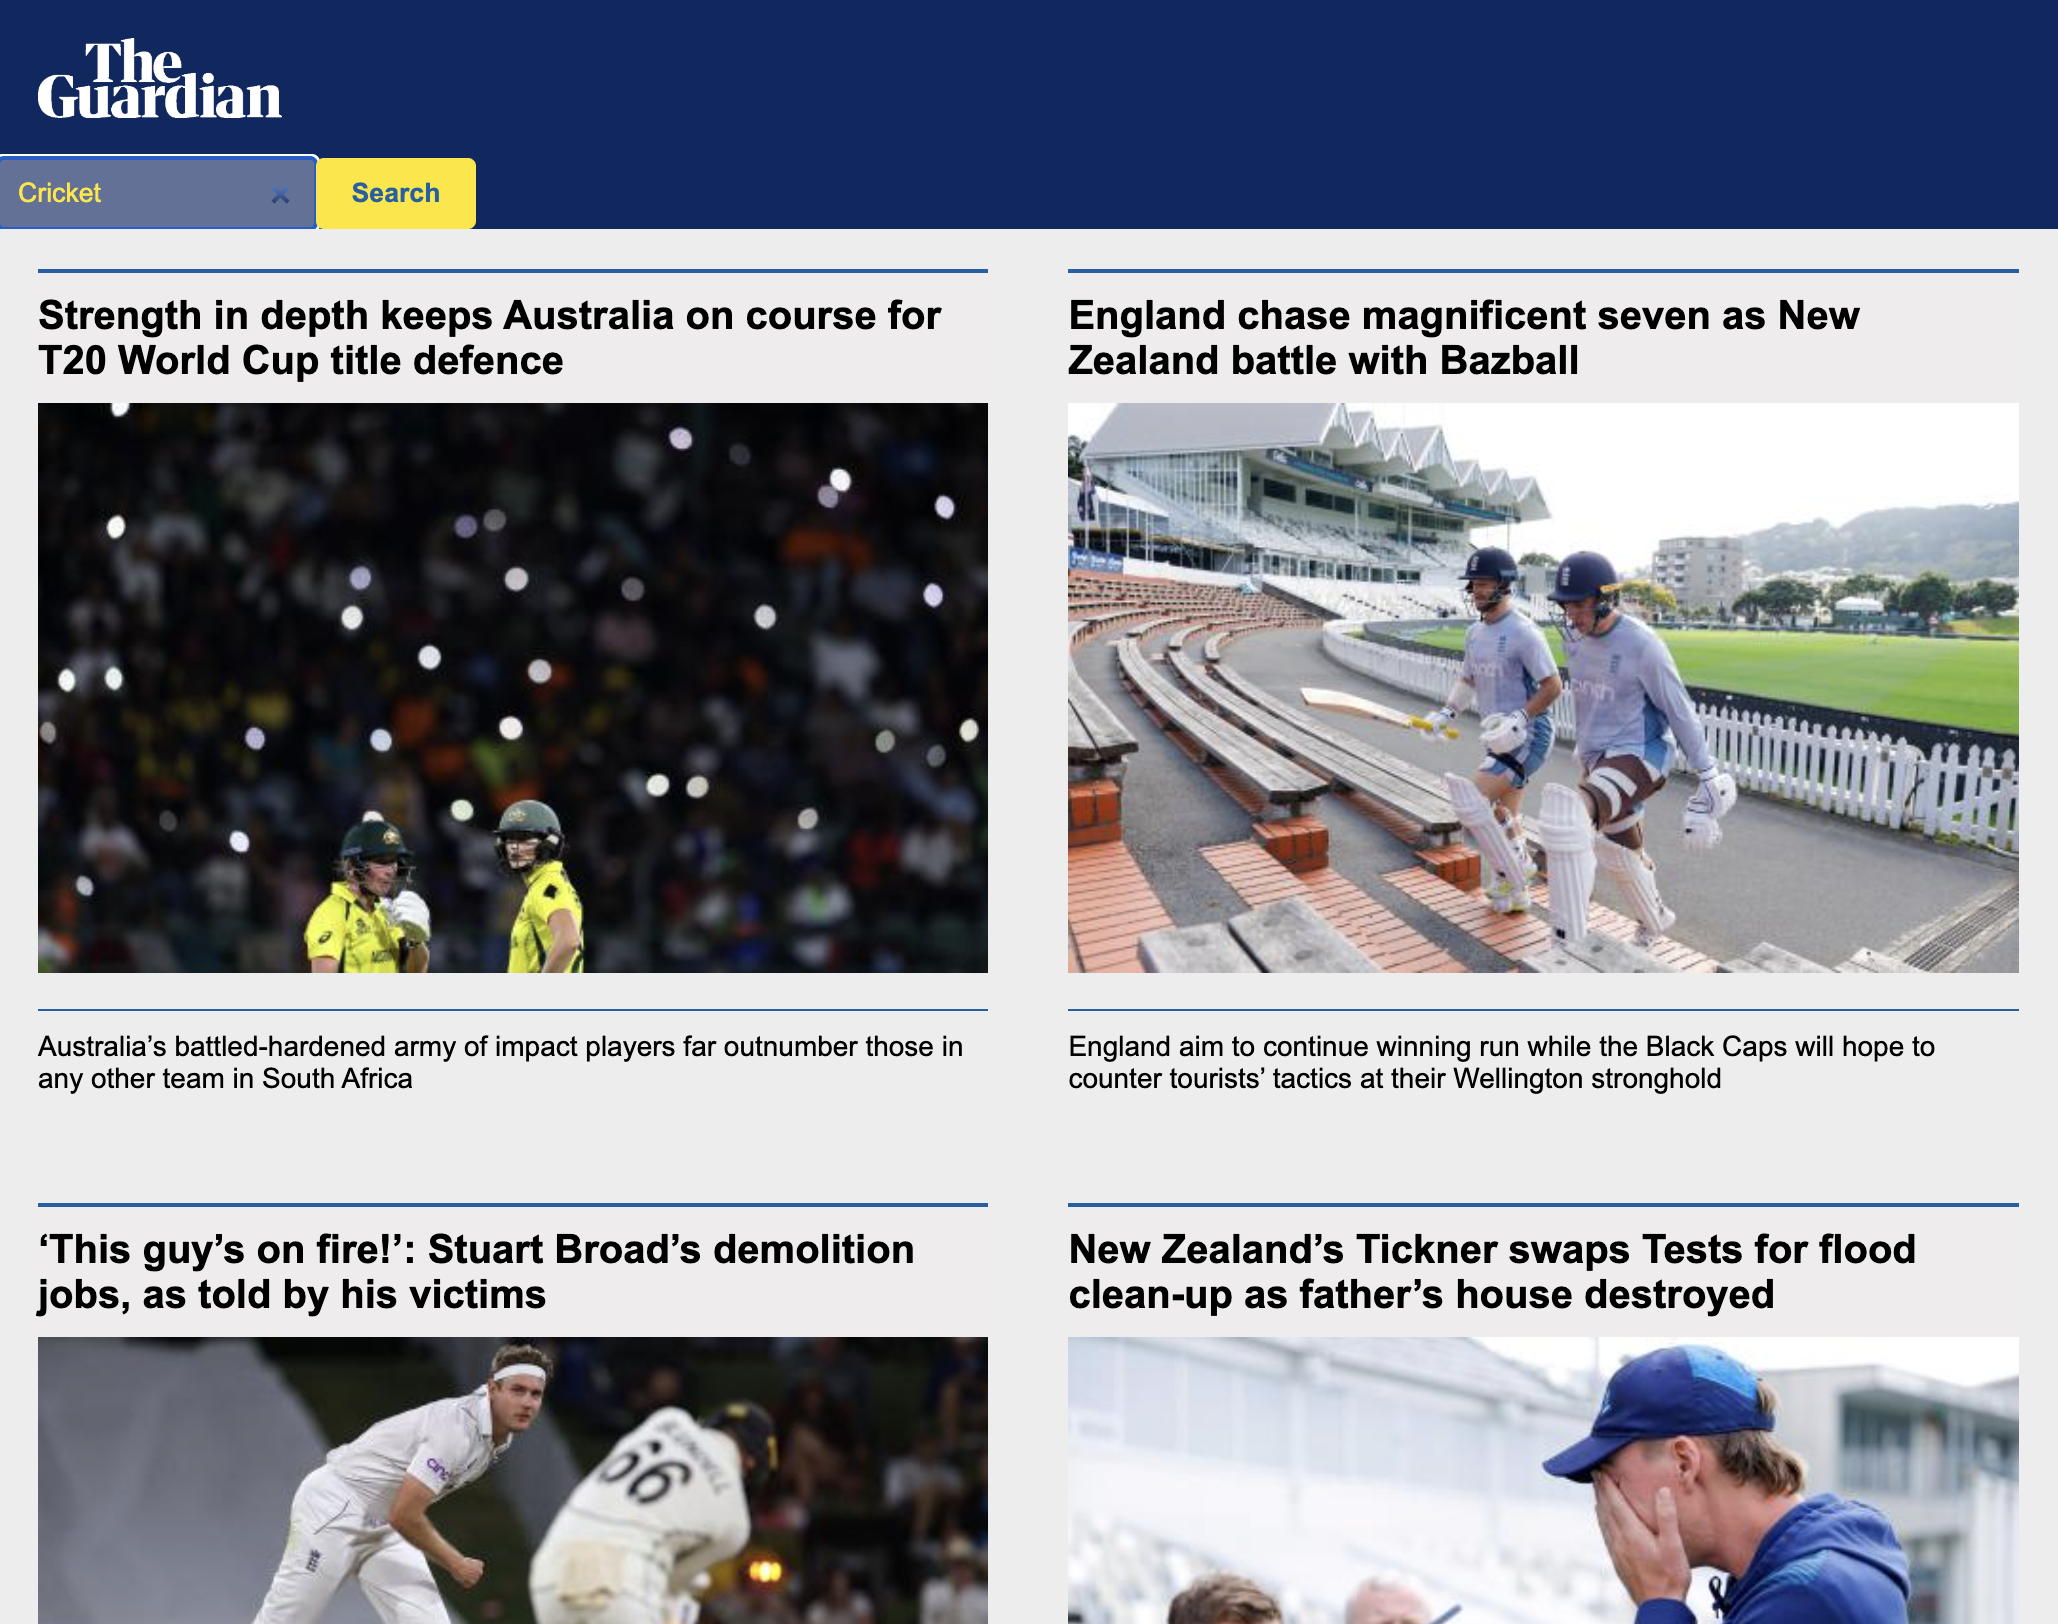 The
Guardian
Cricket
Search
Strength in depth keeps Australia on course for
T20 World Cup title defence
England chase magnificent seven as New
Zealand battle with Bazball
Australia’s battled-hardened army of impact players far outnumber those in
any other team in South Africa
England aim to continue winning run while the Black Caps will hope to
counter tourists’ tactics at their Wellington stronghold
‘This guy’s on fire!’: Stuart Broad’s demolition
jobs, as told by his victims
New Zealand’s Tickner swaps Tests for flood
clean-up as father’s house destroyed
66